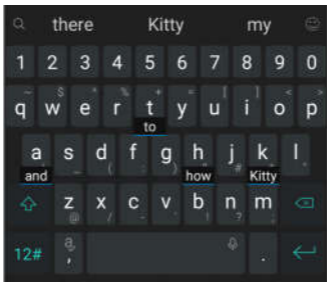 there Kitty my
1 2 3 4 5 6 7 8 9 0
~ $ ^ % + = [ ] < >
q w e r t y u i o p
to
a s d f g h j k l
_ ( : ) #
and how Kitty
z x c v b n m
@ / ! ?
12# a , .